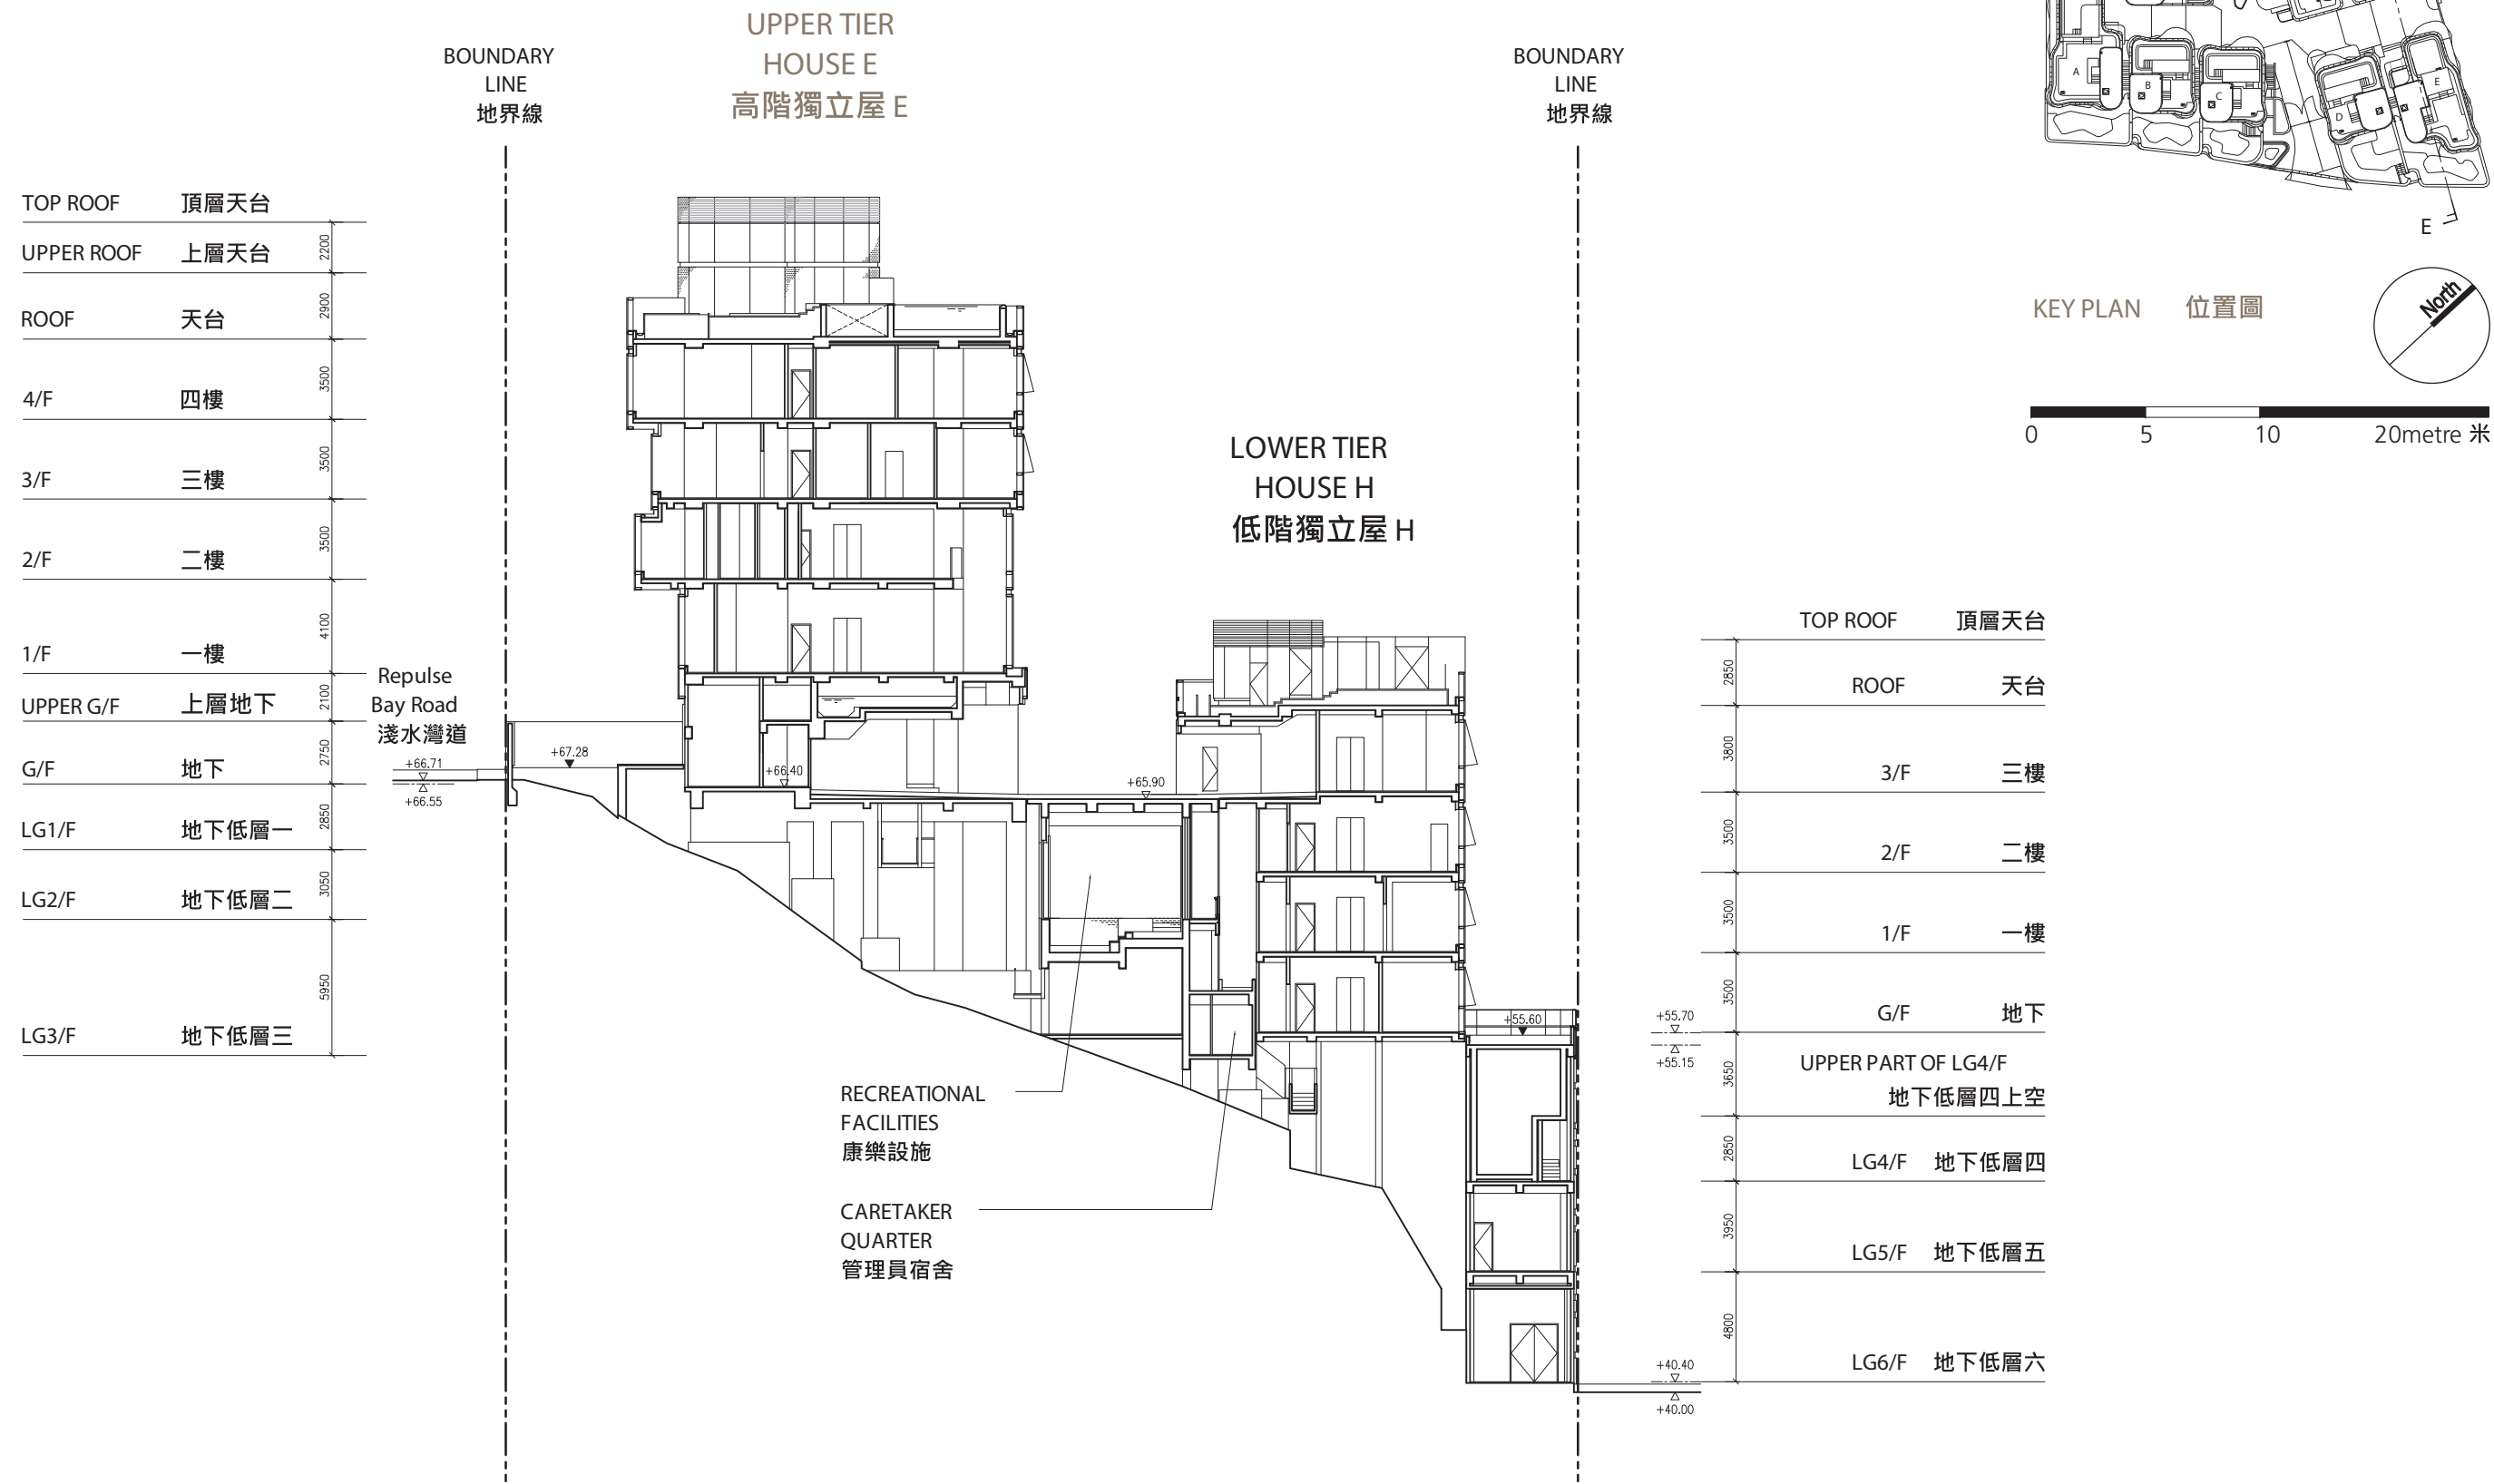 UPPER TIER
HOUSE E
高階獨立屋 E
BOUNDARY
LINE
地界線
BOUNDARY
LINE
地界線
A
B
C
D
E
E
KEY PLAN 位置圖
North
0 5 10 20metre 米
TOP ROOF 頂層天台
2200
UPPER ROOF 上層天台
2900
ROOF 天台
3500
4/F 四樓
3500
3/F 三樓
3500
2/F 二樓
4100
1/F 一樓
2100
UPPER G/F 上層地下
2750
G/F 地下
2850
LG1/F 地下低層一
3050
LG2/F 地下低層二
5950
LG3/F 地下低層三
Repulse
Bay Road
淺水灣道
+66.71
+66.55
+67.28
+66.40
+65.90
LOWER TIER
HOUSE H
低階獨立屋 H
RECREATIONAL
FACILITIES
康樂設施
CARETAKER
QUARTER
管理員宿舍
+55.60
+55.70
+55.15
+40.40
+40.00
TOP ROOF 頂層天台
2850
ROOF 天台
3800
3/F 三樓
3500
2/F 二樓
3500
1/F 一樓
3500
G/F 地下
3650
UPPER PART OF LG4/F
地下低層四上空
2850
LG4/F 地下低層四
3950
LG5/F 地下低層五
4800
LG6/F 地下低層六